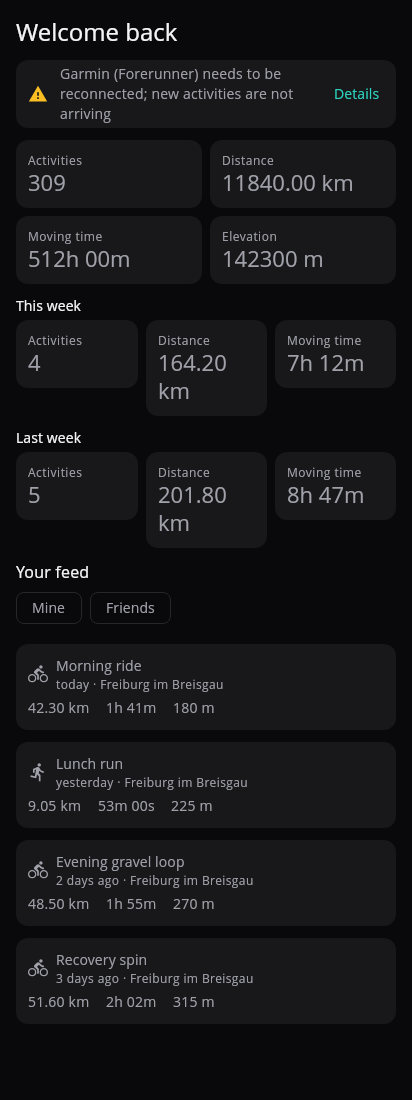 Welcome back
Garmin (Forerunner) needs to be
reconnected; new activities are not
arriving
Details
Activities
309
Distance
11840.00 km
Moving time
512h 00m
Elevation
142300 m
This week
Activities
4
Distance
164.20
km
Moving time
7h 12m
Last week
Activities
5
Distance
201.80
km
Moving time
8h 47m
Your feed
Mine
Friends
Morning ride
today · Freiburg im Breisgau
42.30 km 1h 41m 180 m
Lunch run
yesterday · Freiburg im Breisgau
9.05 km 53m 00s 225 m
Evening gravel loop
2 days ago · Freiburg im Breisgau
48.50 km 1h 55m 270 m
Recovery spin
3 days ago · Freiburg im Breisgau
51.60 km 2h 02m 315 m